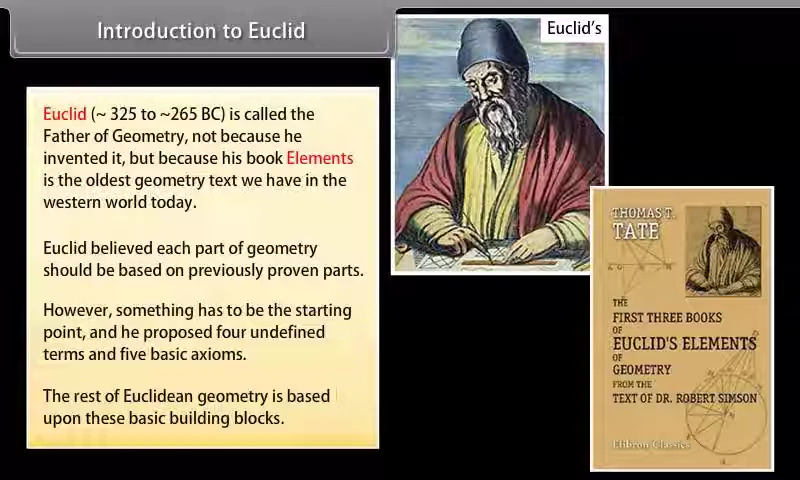 Introduction to Euclid
Euclid's
Euclid (~ 325 to ~265 BC) is called the
Father of Geometry, not because he
invented it, but because his book Elements
is the oldest geometry text we have in the
western world today.
Euclid believed each part of geometry
should be based on previously proven parts.
However, something has to be the starting
point, and he proposed four undefined
terms and five basic axioms.
The rest of Euclidean geometry is based
upon these basic building blocks.
THOMAS T.
TATE
THE
FIRST THREE BOOKS
OF
EUCLID'S ELEMENTS
OF
GEOMETRY
FROM THE
TEXT OF DR. ROBERT SIMSON
Elibron Classics